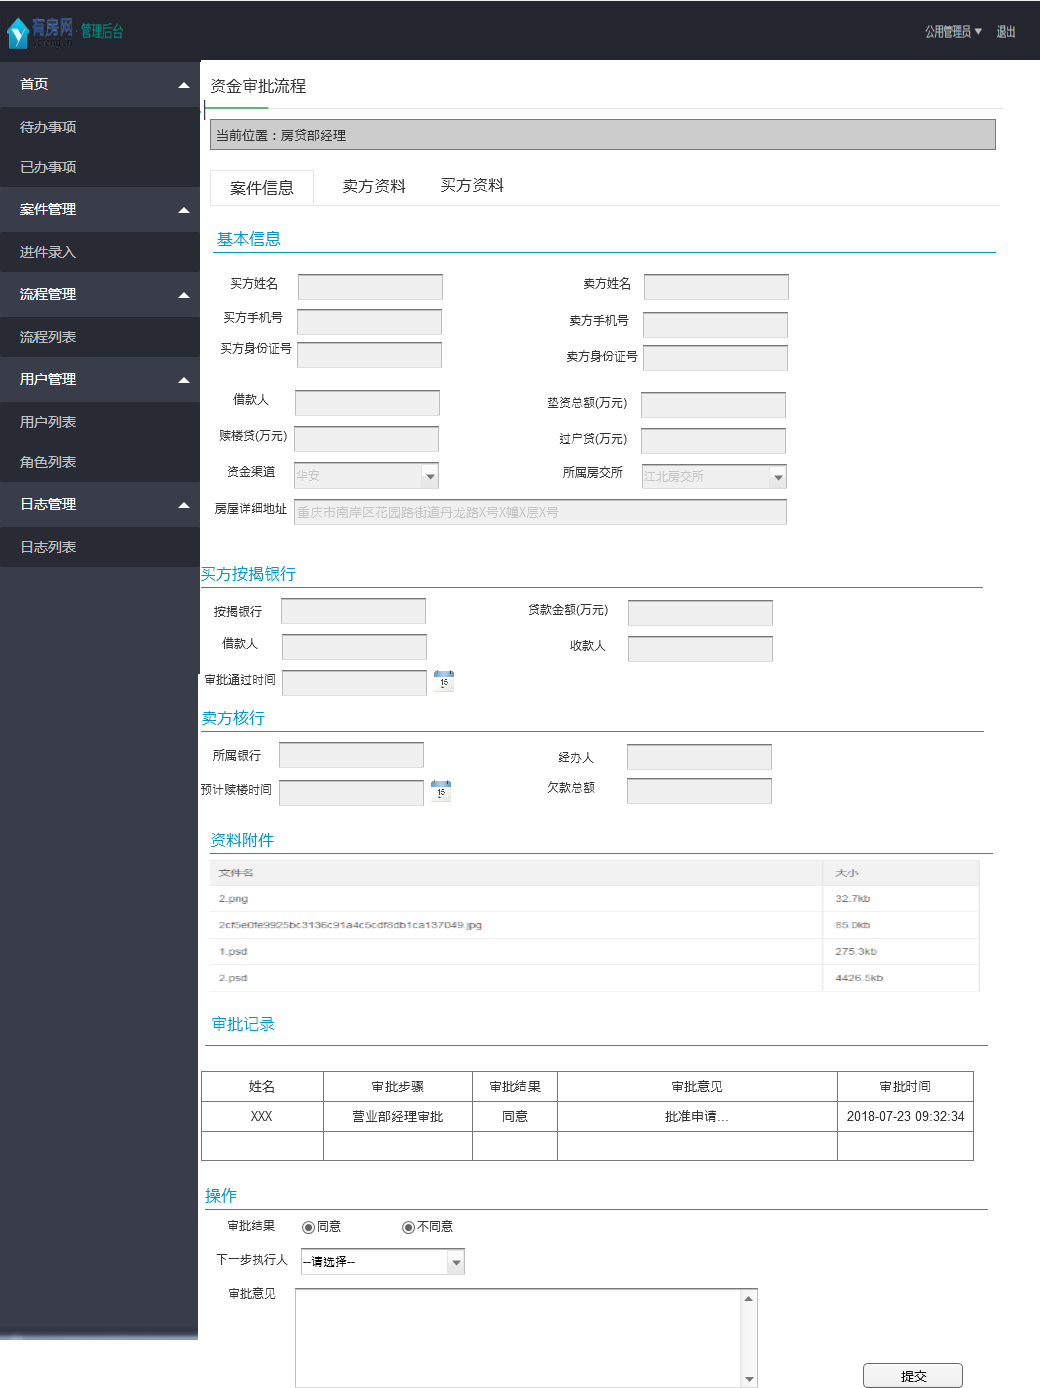 有房网·管理后台
公用管理员 ▼ 退出
首页
待办事项
已办事项
案件管理
进件录入
流程管理
流程列表
用户管理
用户列表
角色列表
日志管理
日志列表
资金审批流程
当前位置：房贷部经理
案件信息 卖方资料 买方资料
基本信息
买方姓名 卖方姓名
买方手机号 卖方手机号
买方身份证号 卖方身份证号
借款人 垫资总额(万元)
赎楼贷(万元) 过户贷(万元)
资金渠道 华安 所属房交所 江北房交所
房屋详细地址 重庆市南岸区花园路街道丹龙路X号X幢X层X号
买方按揭银行
按揭银行 贷款金额(万元)
借款人 收款人
审批通过时间 15
卖方核行
所属银行 经办人
预计赎楼时间 15 欠款总额
资料附件
文件名 大小
2.png 32.7kb
2cf5e0fe9925bc3136c91a4c5cdf8db1ca137049.jpg 85.0kb
1.psd 275.3kb
2.psd 4426.5kb
审批记录
姓名 审批步骤 审批结果 审批意见 审批时间
XXX 营业部经理审批 同意 批准申请... 2018-07-23 09:32:34
操作
审批结果 同意 不同意
下一步执行人 --请选择--
审批意见
提交